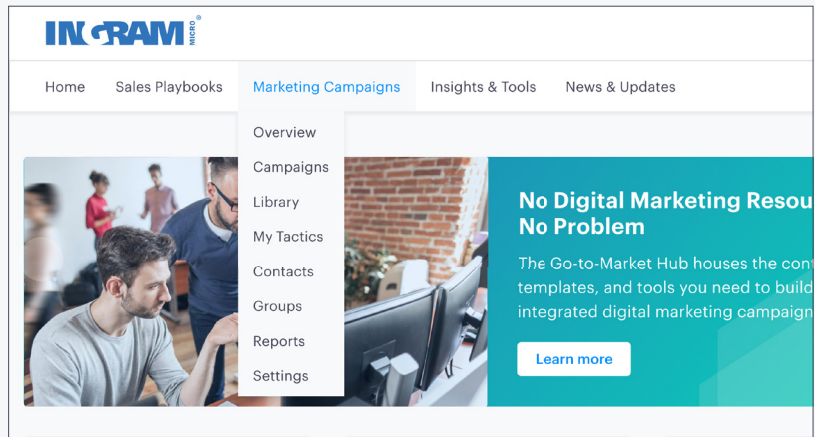 INGRAM MICRO®
Home Sales Playbooks Marketing Campaigns Insights & Tools News & Updates
Overview
Campaigns
Library
My Tactics
Contacts
Groups
Reports
Settings
No Digital Marketing Resou
No Problem
The Go-to-Market Hub houses the con
templates, and tools you need to build
integrated digital marketing campaign
Learn more